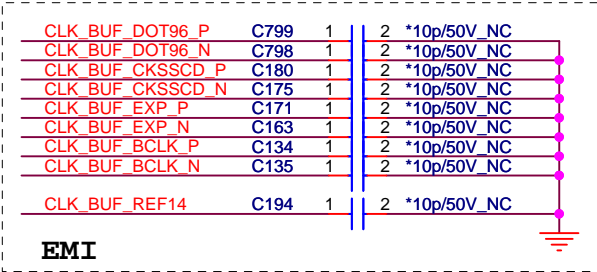 CLK_BUF_DOT96_P C799 1 2 *10p/50V_NC
CLK_BUF_DOT96_N C798 1 2 *10p/50V_NC
CLK_BUF_CKSSCD_P C180 1 2 *10p/50V_NC
CLK_BUF_CKSSCD_N C175 1 2 *10p/50V_NC
CLK_BUF_EXP_P C171 1 2 *10p/50V_NC
CLK_BUF_EXP_N C163 1 2 *10p/50V_NC
CLK_BUF_BCLK_P C134 1 2 *10p/50V_NC
CLK_BUF_BCLK_N C135 1 2 *10p/50V_NC
CLK_BUF_REF14 C194 1 2 *10p/50V_NC
EMI